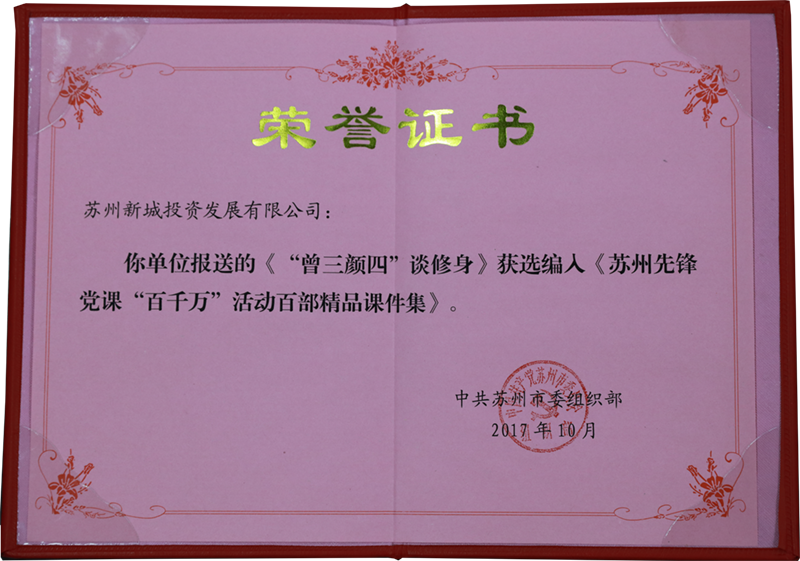 荣誉证书
苏州新城投资发展有限公司：
你单位报送的《“曾三颜四”谈修身》获选编入《苏州先锋
党课“百千万”活动百部精品课件集》。
中共苏州市委组织部
2017年10月